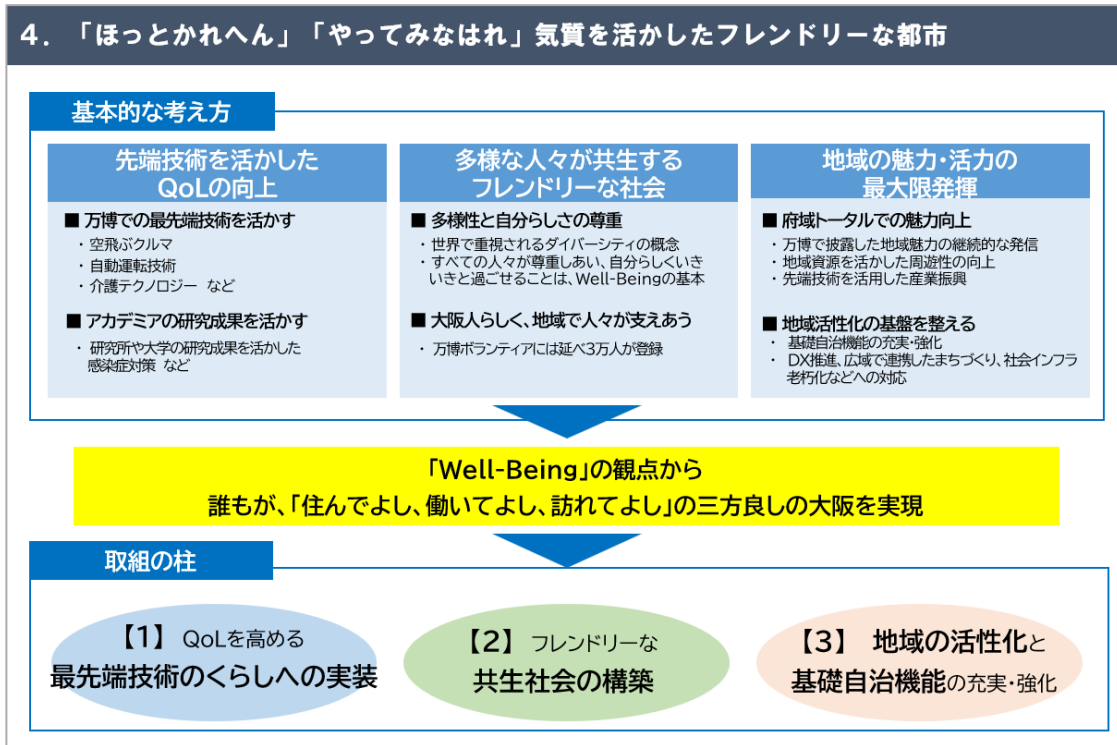 4．「ほっとかれへん」「やってみなはれ」気質を活かしたフレンドリーな都市
基本的な考え方
先端技術を活かした
QoLの向上
■ 万博での最先端技術を活かす
・空飛ぶクルマ
・自動運転技術
・介護テクノロジー など
■ アカデミアの研究成果を活かす
・研究所や大学の研究成果を活かした
感染症対策 など
多様な人々が共生する
フレンドリーな社会
■ 多様性と自分らしさの尊重
・世界で重視されるダイバーシティの概念
・すべての人々が尊重しあい、自分らしくいき
いきと過ごせることは、Well-Beingの基本
■ 大阪人らしく、地域で人々が支えあう
・万博ボランティアには延べ3万人が登録
地域の魅力・活力の
最大限発揮
■ 府域トータルでの魅力向上
・万博で披露した地域魅力の継続的な発信
・地域資源を活かした周遊性の向上
・先端技術を活用した産業振興
■ 地域活性化の基盤を整える
・基礎自治機能の充実・強化
・DX推進、広域で連携したまちづくり、社会インフラ
老朽化などへの対応
「Well-Being」の観点から
誰もが、「住んでよし、働いてよし、訪れてよし」の三方良しの大阪を実現
取組の柱
【1】 QoLを高める
最先端技術のくらしへの実装
【2】 フレンドリーな
共生社会の構築
【3】 地域の活性化と
基礎自治機能の充実・強化